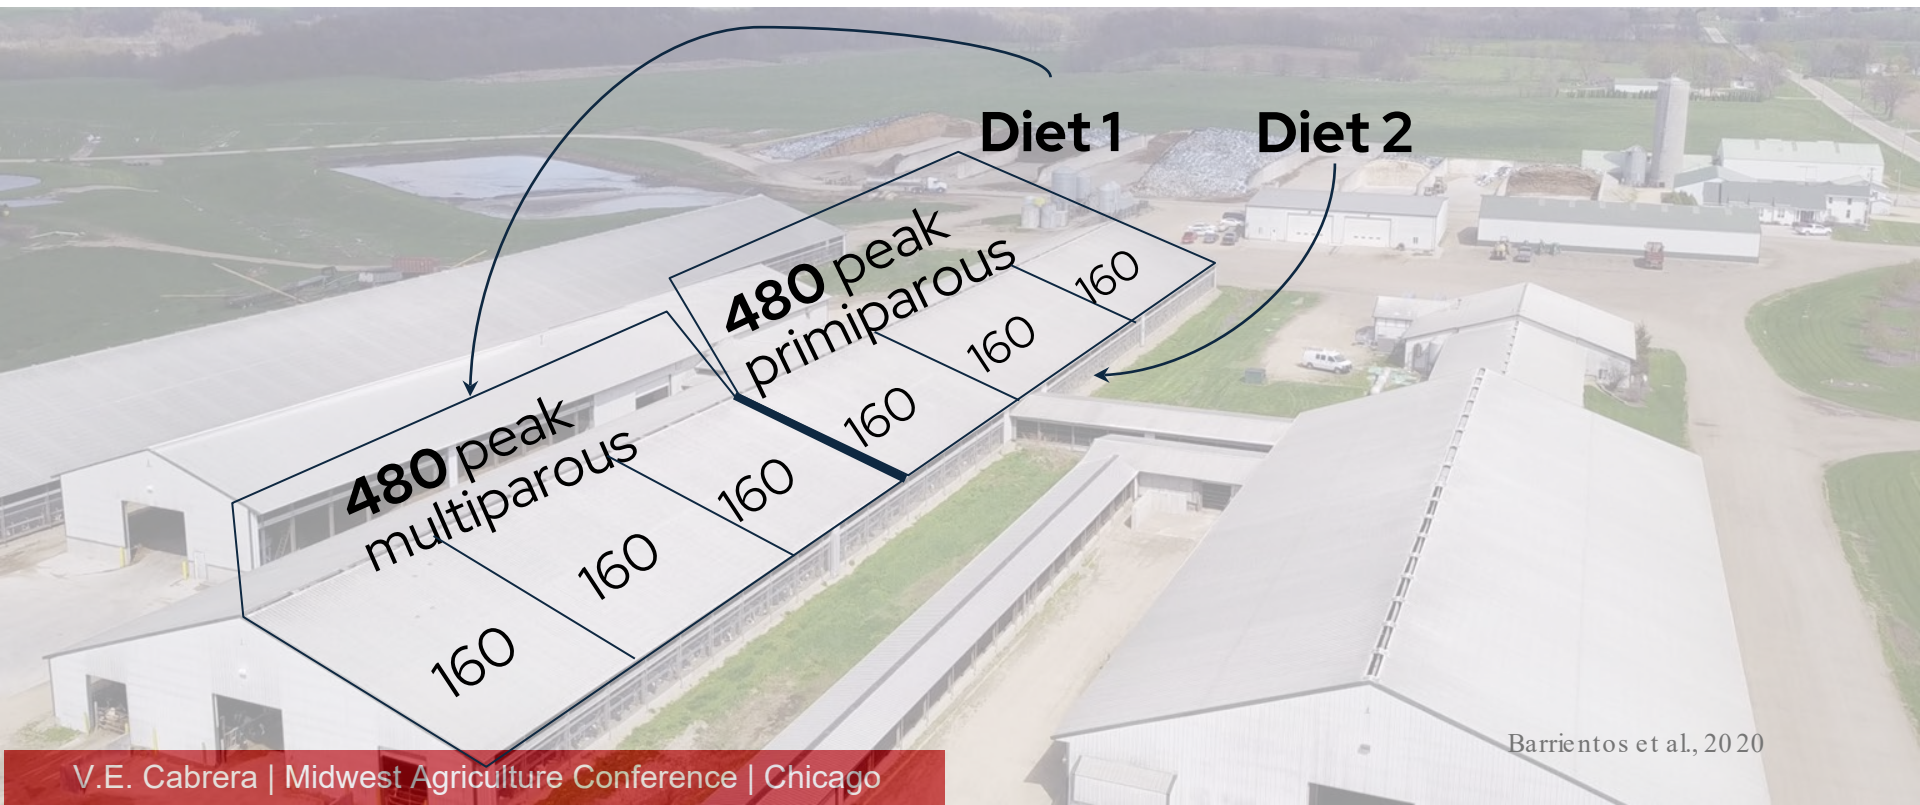 Diet 1
Diet 2
480 peak
primiparous
160
160
160
480 peak
multiparous
160
160
160
Barrientos et al., 2020
V.E. Cabrera | Midwest Agriculture Conference | Chicago